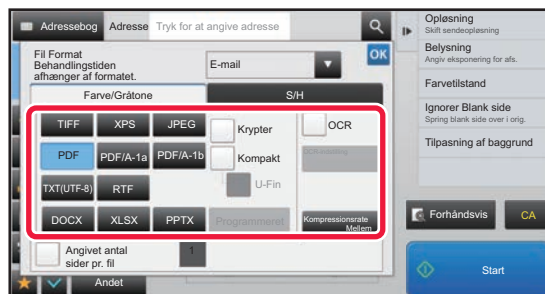 Adressebog
Adresse
Tryk for at angive adresse
Fil Format
Behandlingstiden
afhænger af formatet.
E-mail
OK
Farve/Gråtone
S/H
TIFF
XPS
JPEG
Krypter
OCR
PDF
PDF/A-1a
PDF/A-1b
Kompakt
TXT(UTF-8)
RTF
U-Fin
DOCX
XLSX
PPTX
Programmeret
Kompressionsrate
Mellem
Angivet antal
sider pr. fil
1
Andet
Opløsning
Skift sendeopløsning
Belysning
Angiv eksponering for afs.
Farvetilstand
Ignorer Blank side
Spring blank side over i orig.
Tilpasning af baggrund
Forhåndsvis
CA
Start